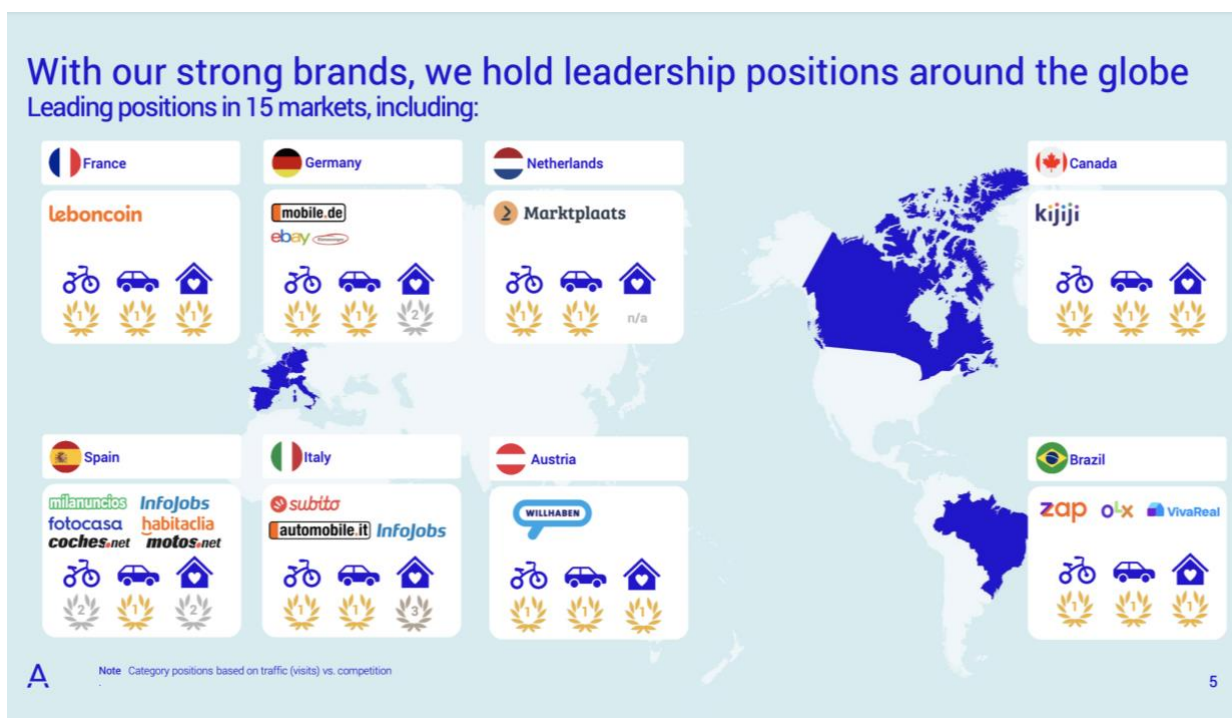 With our strong brands, we hold leadership positions around the globe
Leading positions in 15 markets, including:
France
leboncoin
1 1 1
Germany
mobile.de
ebay
1 1 2
Netherlands
Marktplaats
1 1 n/a
Canada
kijiji
1 1 1
Spain
milanuncios InfoJobs
fotocasa habitaclia
coches.net motos.net
2 1 2
Italy
subito
automobile.it InfoJobs
1 1 3
Austria
WILLHABEN
1 1 1
Brazil
zap OLX VivaReal
1 1 1
A
Note Category positions based on traffic (visits) vs. competition
.
5